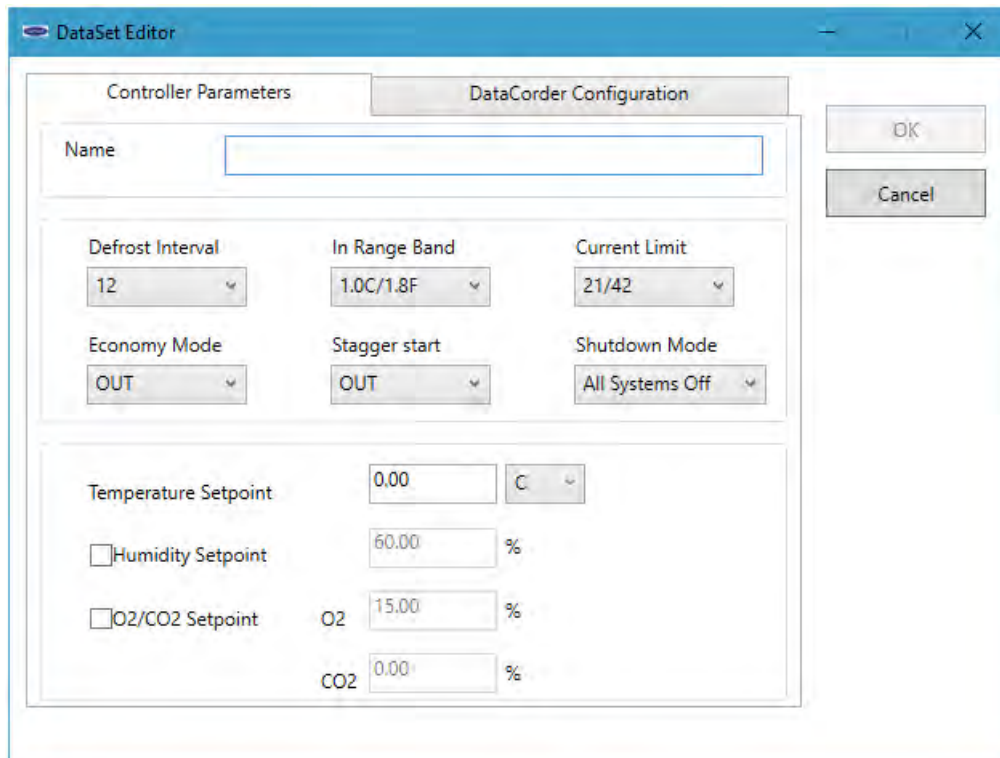 DataSet Editor
Controller Parameters
DataCorder Configuration
OK
Cancel
Name
Defrost Interval
In Range Band
Current Limit
12
1.0C/1.8F
21/42
Economy Mode
Stagger start
Shutdown Mode
OUT
OUT
All Systems Off
Temperature Setpoint
0.00
C
Humidity Setpoint
60.00
%
O2/CO2 Setpoint
O2
15.00
%
CO2
0.00
%